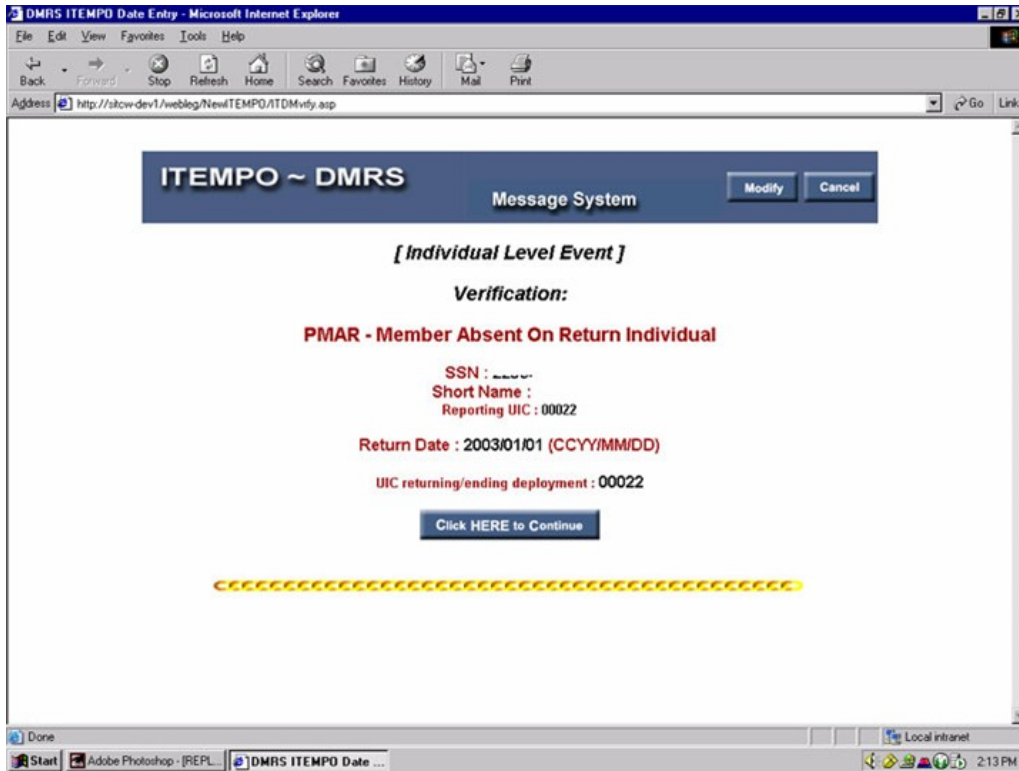 DMRS ITEMPO Date Entry - Microsoft Internet Explorer
File Edit View Favorites Tools Help
Back Forward Stop Refresh Home Search Favorites History Mail Print
Address http://sitcw-dev1/webleg/NewITEMPO/ITDMvrfy.asp Go Link
ITEMPO ~ DMRS
Message System
Modify Cancel
[ Individual Level Event ]
Verification:
PMAR - Member Absent On Return Individual
SSN :
Short Name :
Reporting UIC : 00022
Return Date : 2003/01/01 (CCYY/MM/DD)
UIC returning/ending deployment : 00022
Click HERE to Continue
Done Local intranet
Start Adobe Photoshop - [REPL... DMRS ITEMPO Date ... 2:13 PM